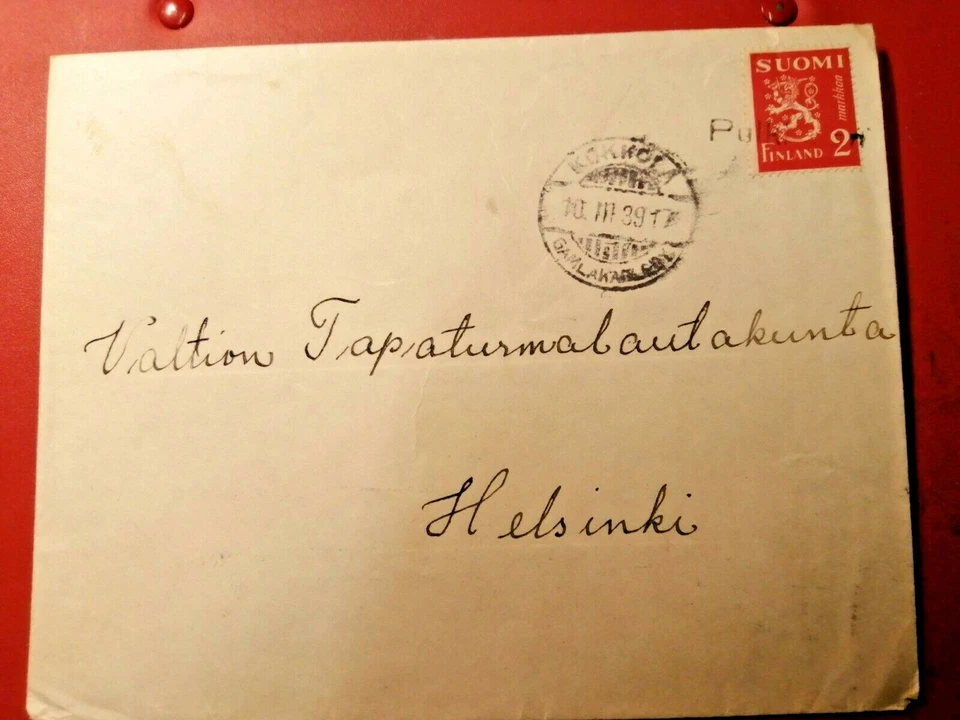 SUOMI
markkaa
FINLAND 2
KOKKOLA
10. III 39 17
GAMLAKARLEBY
Valtion Tapaturmalautakunta
Helsinki